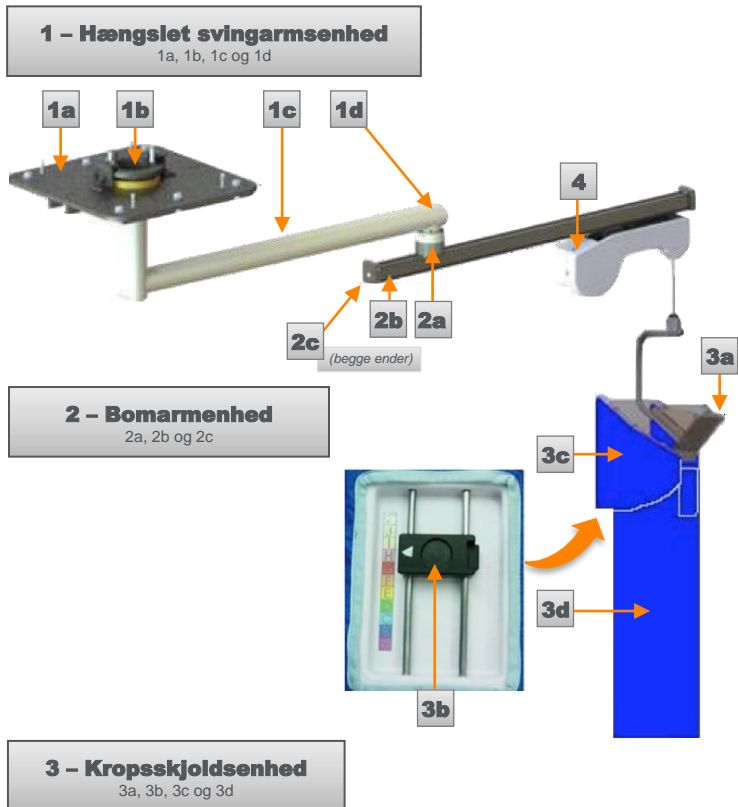 1 – Hængslet svingarmsenhed
1a, 1b, 1c og 1d
1a
1b
1c
1d
4
2c
2b
2a
(begge ender)
3a
2 – Bomarmenhed
2a, 2b og 2c
3c
3d
3b
3 – Kropsskjoldsenhed
3a, 3b, 3c og 3d